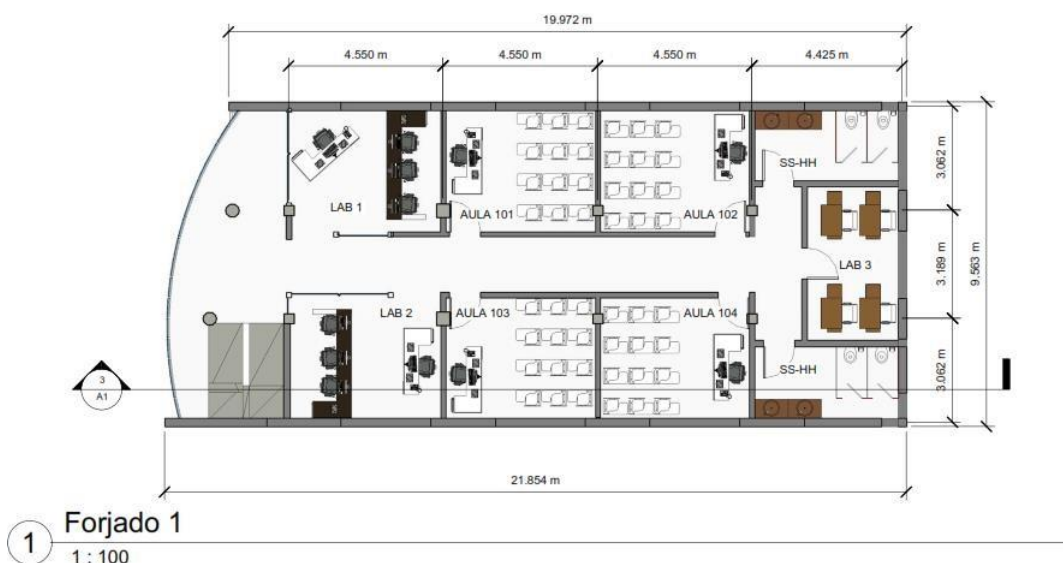 19.972 m
4.550 m
4.550 m
4.550 m
4.425 m
SS-HH
3.062 m
LAB 1
AULA 101
AULA 102
LAB 3
3.189 m
9.563 m
LAB 2
AULA 103
AULA 104
SS-HH
3.062 m
3
A1
21.854 m
1
Forjado 1
1 : 100